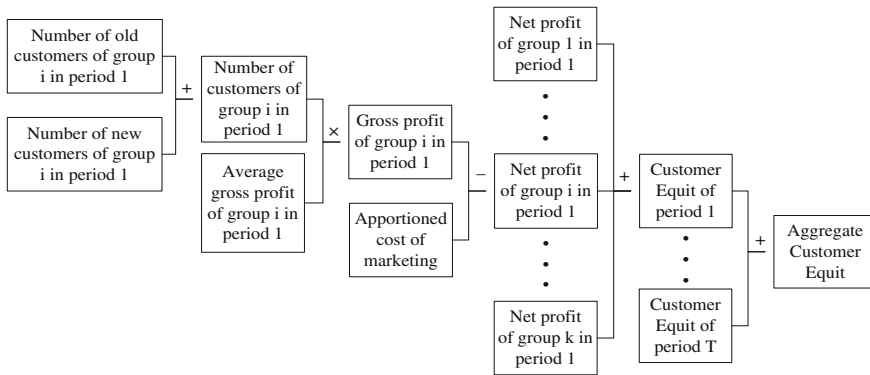 Number of old
customers of group
i in period 1
+
Number of new
customers of group
i in period 1
Number of
customers of
group i in
period 1
×
Average
gross profit
of group i in
period 1
Gross profit
of group i in
period 1
−
Apportioned
cost of
marketing
Net profit
of group 1 in
period 1
Net profit
of group i in
period 1
Net profit
of group k in
period 1
+
Customer
Equit of
period 1
Customer
Equit of
period T
+
Aggregate
Customer
Equit